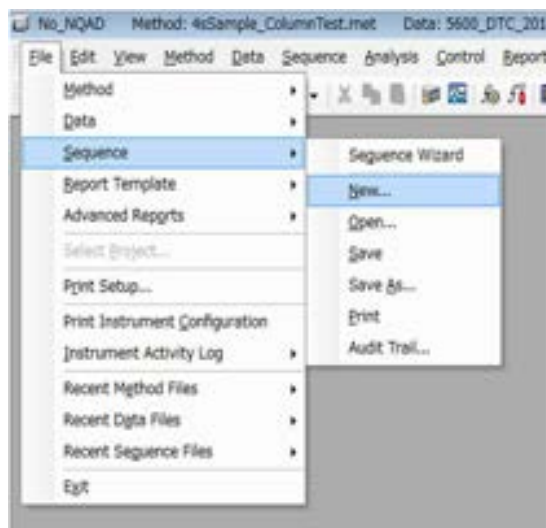 No_NQAD Method: 4sSample_ColumnTest.met Data: 5600_DTC_201
File Edit View Method Data Sequence Analysis Control Report
Method
Data
Sequence
Report Template
Advanced Reports
Select Project...
Print Setup...
Print Instrument Configuration
Instrument Activity Log
Recent Method Files
Recent Data Files
Recent Sequence Files
Exit
Sequence Wizard
New...
Open...
Save
Save As...
Print
Audit Trail...